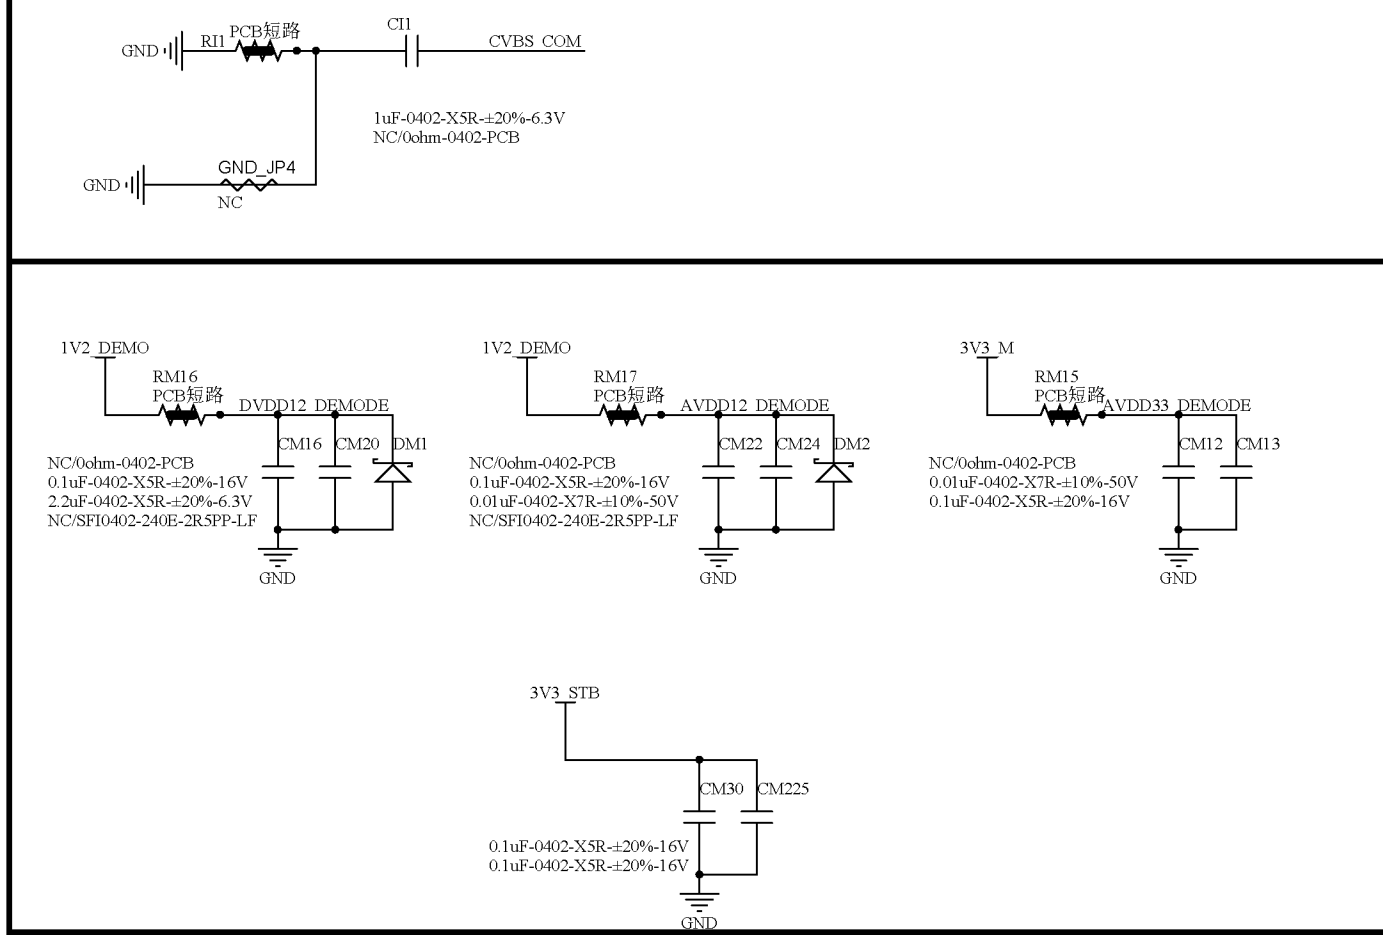 PCB短路
CI1
GND
RI1
CVBS_COM
1uF-0402-X5R-±20%-6.3V
NC/0ohm-0402-PCB
GND_JP4
GND
NC
1V2_DEMO
RM16
PCB短路
DVDD12_DEMODE
CM16
CM20
DM1
NC/0ohm-0402-PCB
0.1uF-0402-X5R-±20%-16V
2.2uF-0402-X5R-±20%-6.3V
NC/SFI0402-240E-2R5PP-LF
GND
1V2_DEMO
RM17
PCB短路
AVDD12_DEMODE
CM22
CM24
DM2
NC/0ohm-0402-PCB
0.1uF-0402-X5R-±20%-16V
0.01uF-0402-X7R-±10%-50V
NC/SFI0402-240E-2R5PP-LF
GND
3V3_M
RM15
PCB短路
AVDD33_DEMODE
CM12
CM13
NC/0ohm-0402-PCB
0.01uF-0402-X7R-±10%-50V
0.1uF-0402-X5R-±20%-16V
GND
3V3_STB
CM30
CM225
0.1uF-0402-X5R-±20%-16V
0.1uF-0402-X5R-±20%-16V
GND